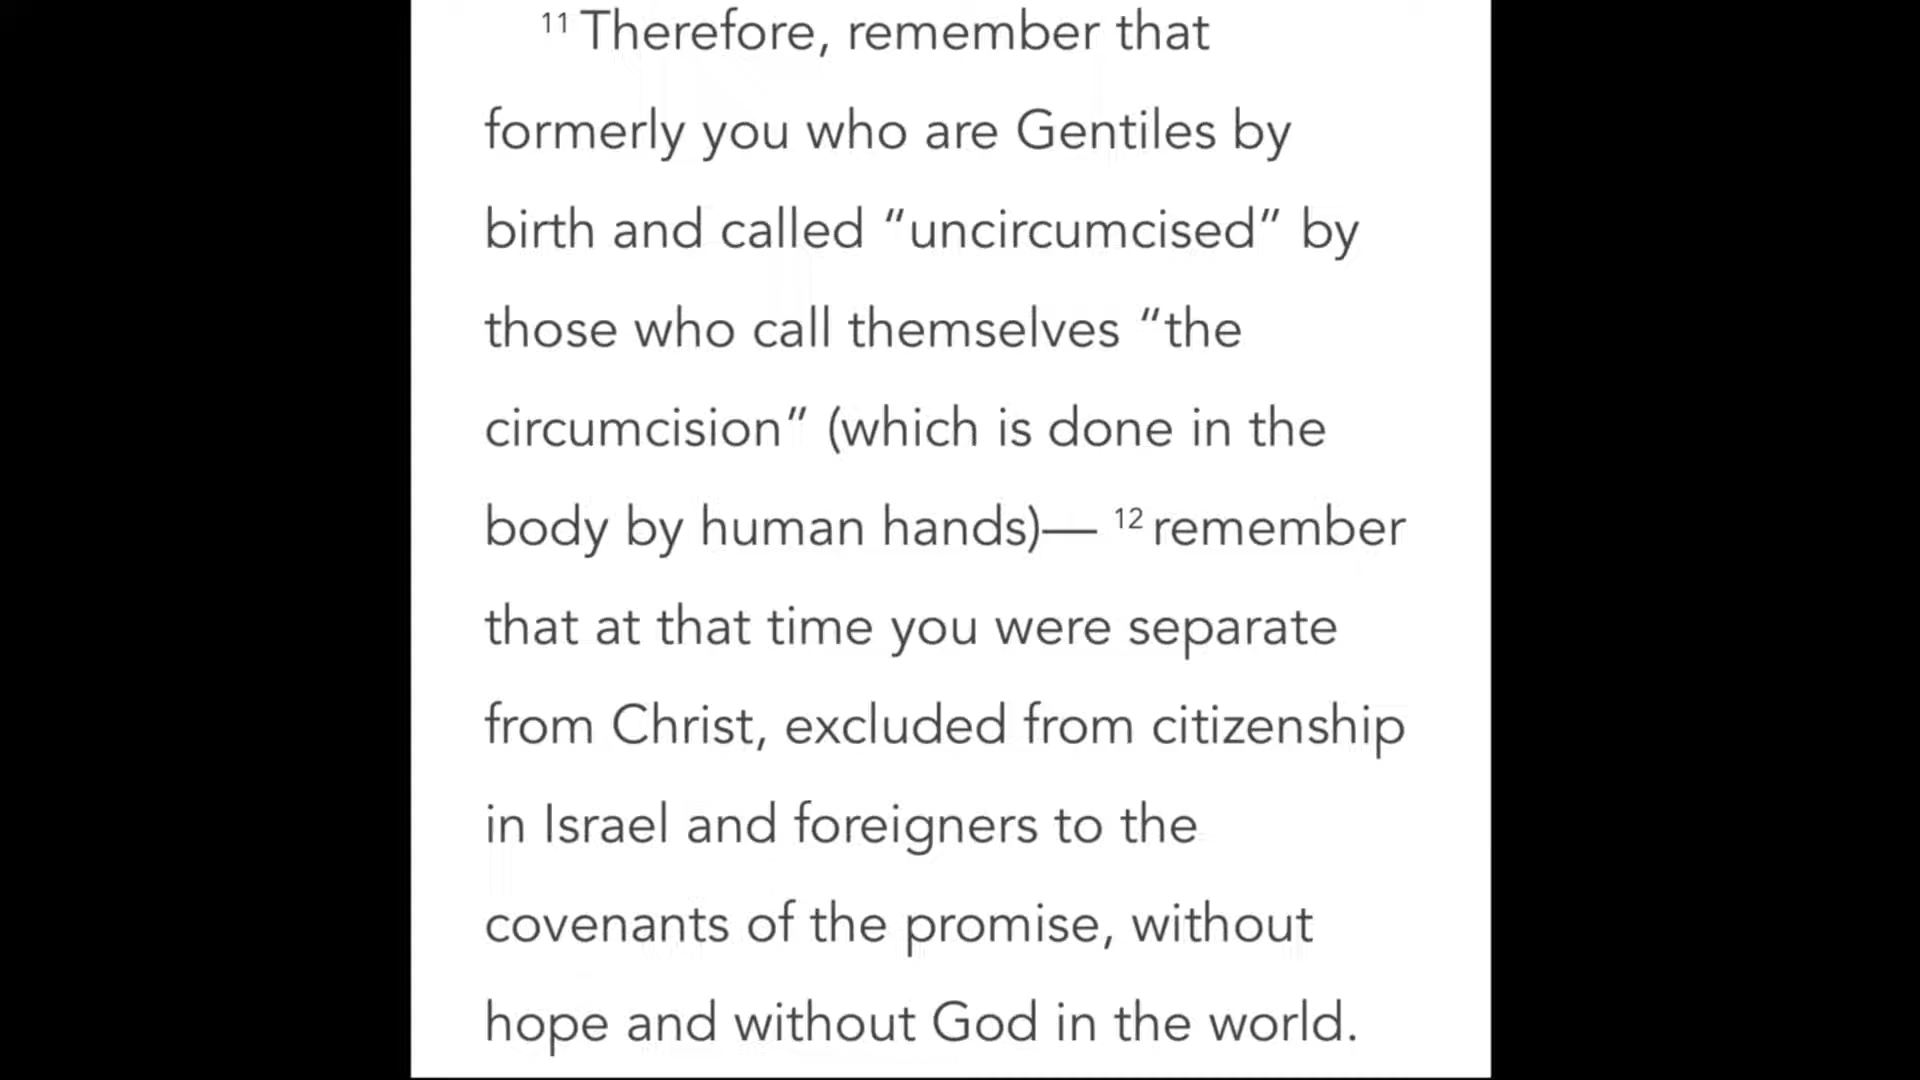 11 Therefore, remember that
formerly you who are Gentiles by
birth and called “uncircumcised” by
those who call themselves “the
circumcision” (which is done in the
body by human hands)— 12 remember
that at that time you were separate
from Christ, excluded from citizenship
in Israel and foreigners to the
covenants of the promise, without
hope and without God in the world.